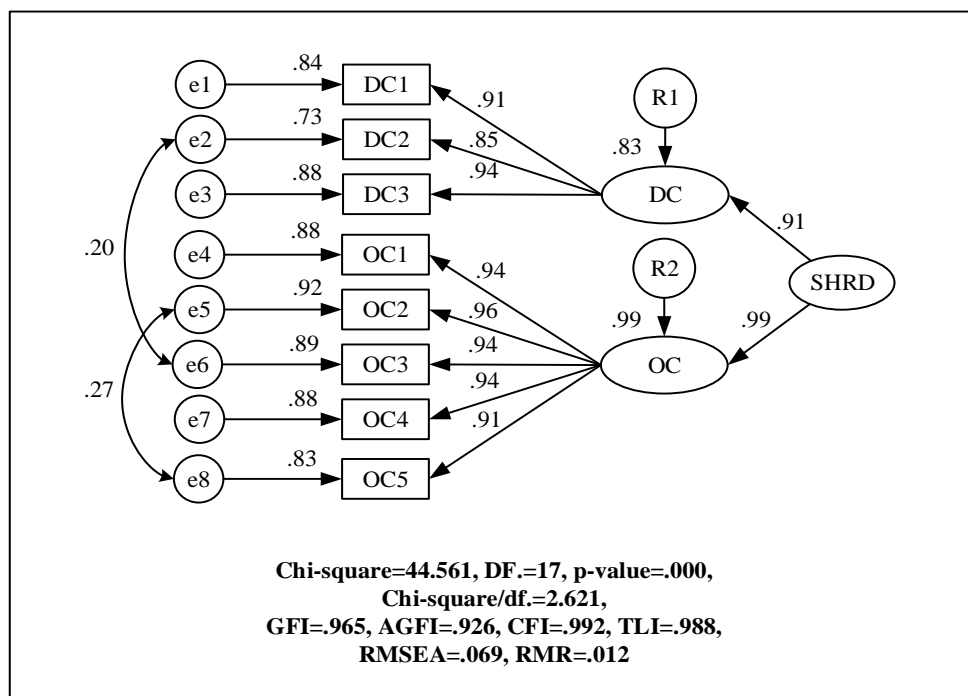 e1 .84 DC1 .91 R1
e2 .73 DC2 .85 .83
e3 .88 DC3 .94 DC
.91
e4 .88 OC1 .94 R2 SHRD
.20
e5 .92 OC2 .96 .99 .99
e6 .89 OC3 .94 OC
.27
e7 .88 OC4 .94
.91
e8 .83 OC5
Chi-square=44.561, DF.=17, p-value=.000,
Chi-square/df.=2.621,
GFI=.965, AGFI=.926, CFI=.992, TLI=.988,
RMSEA=.069, RMR=.012